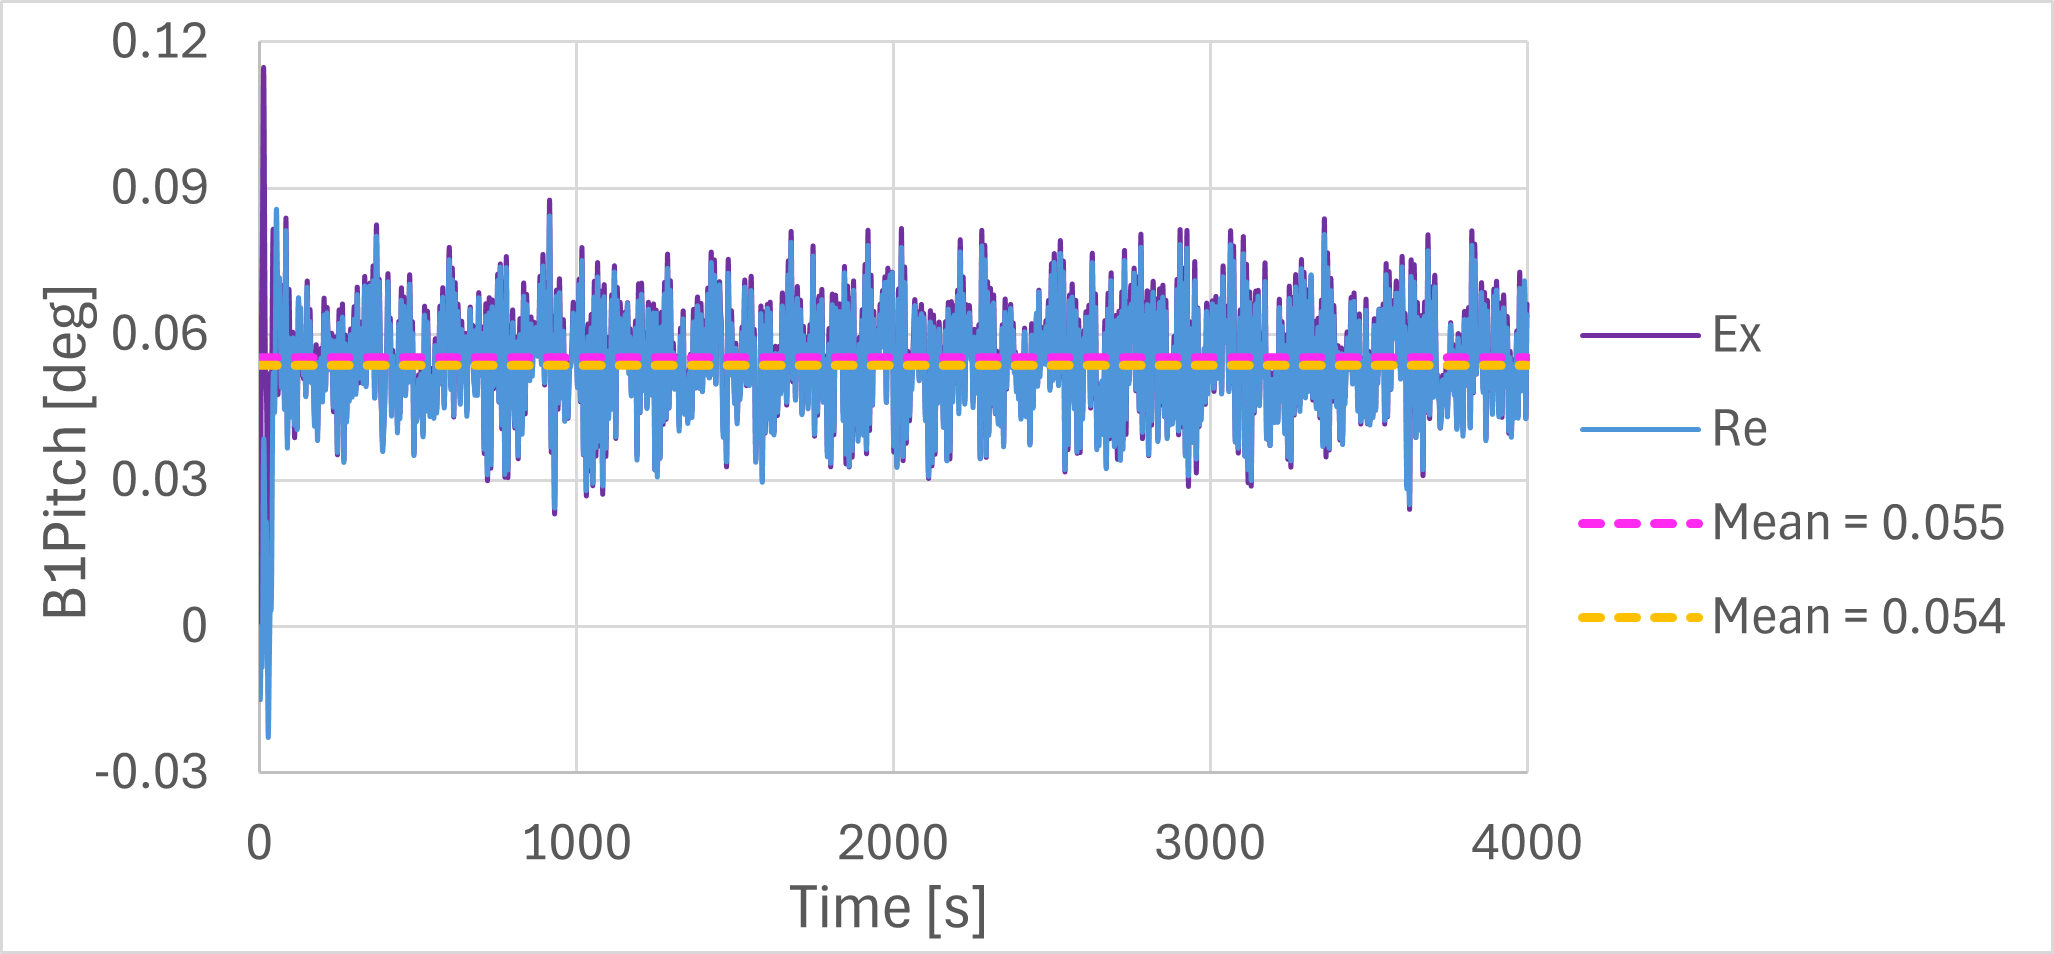 0.12
0.09
0.06
0.03
0
-0.03
B1Pitch [deg]
0 1000 2000 3000 4000
Time [s]
Ex
Re
Mean = 0.055
Mean = 0.054